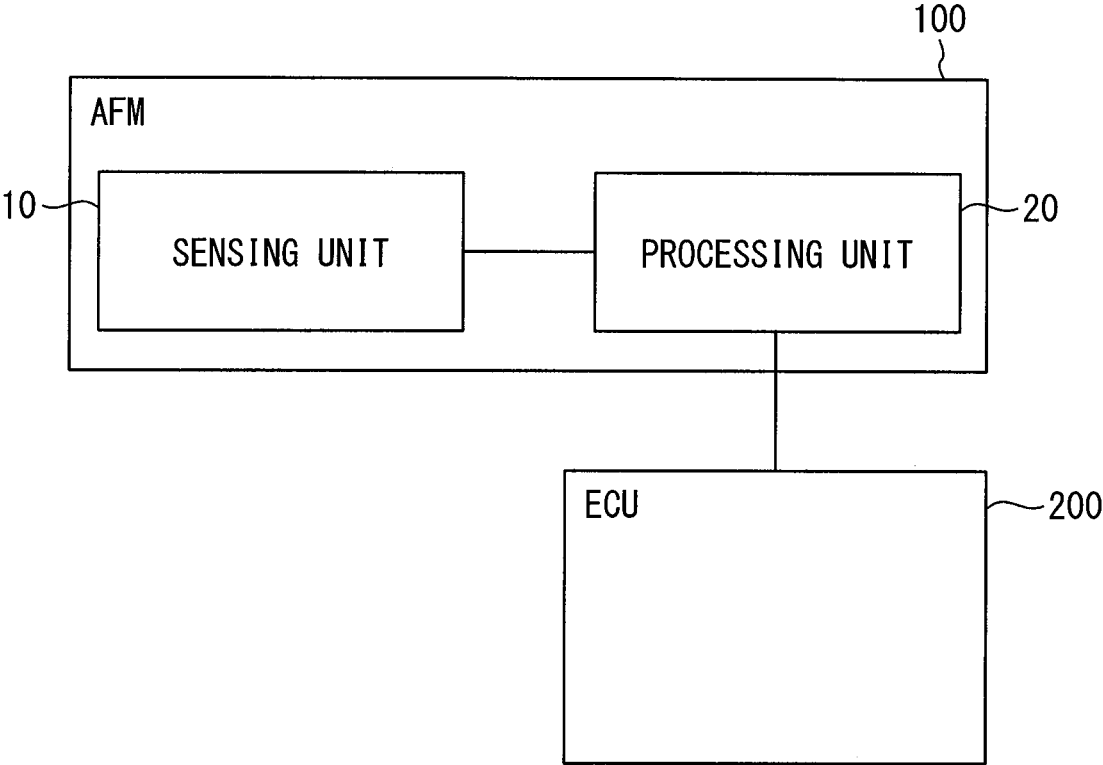 100
AFM
10
SENSING UNIT
PROCESSING UNIT
20
ECU
200